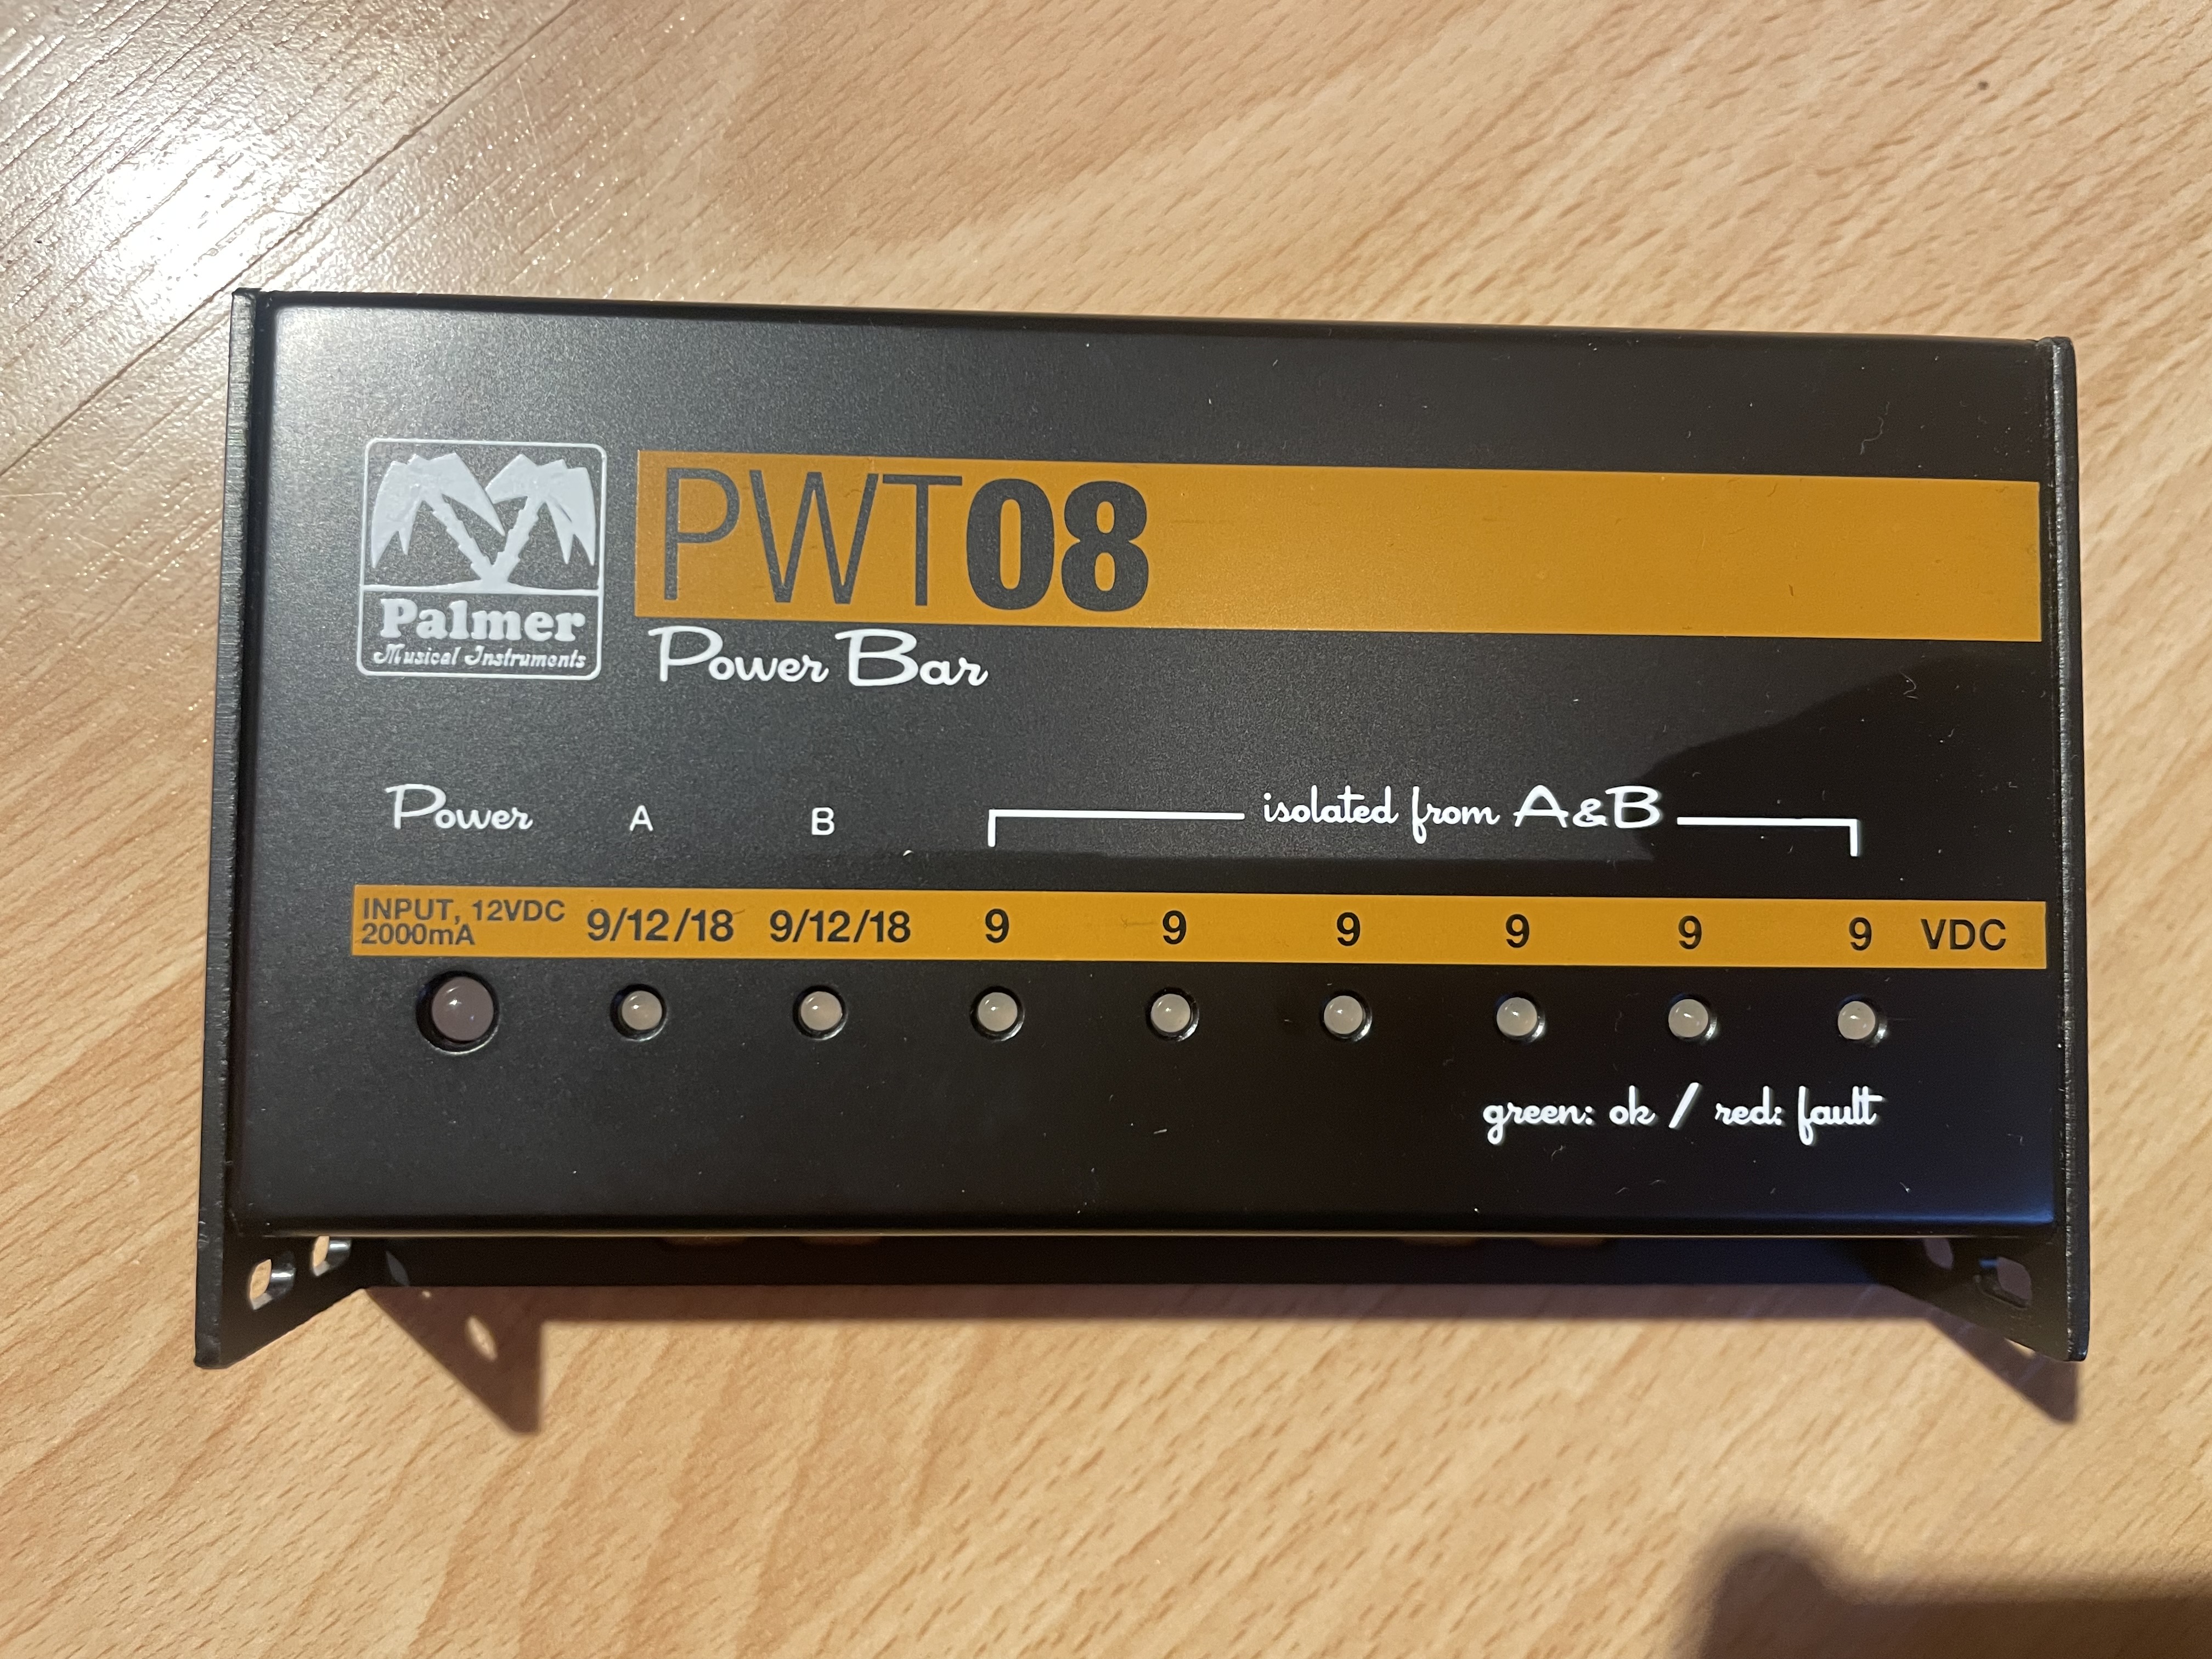 PWT08
Palmer
Musical Instruments
Power Bar
Power A B isolated from A&B
INPUT, 12VDC
2000mA
9/12/18 9/12/18 9 9 9 9 9 9 VDC
green: ok / red: fault